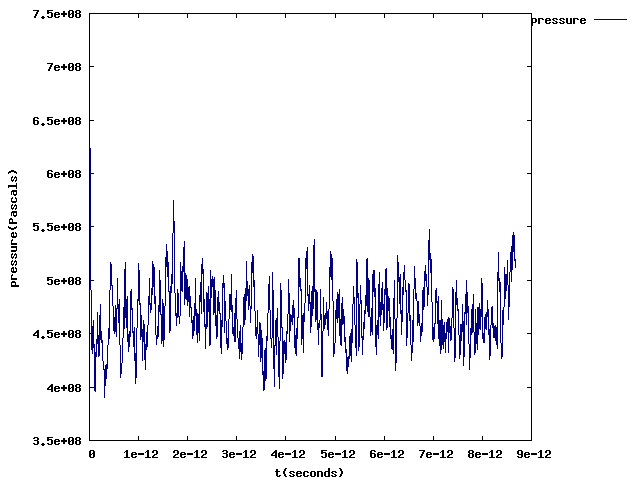 7.5e+08
pressure
7e+08
6.5e+08
6e+08
5.5e+08
5e+08
4.5e+08
4e+08
3.5e+08
pressure(Pascals)
0 1e-12 2e-12 3e-12 4e-12 5e-12 6e-12 7e-12 8e-12 9e-12
t(seconds)